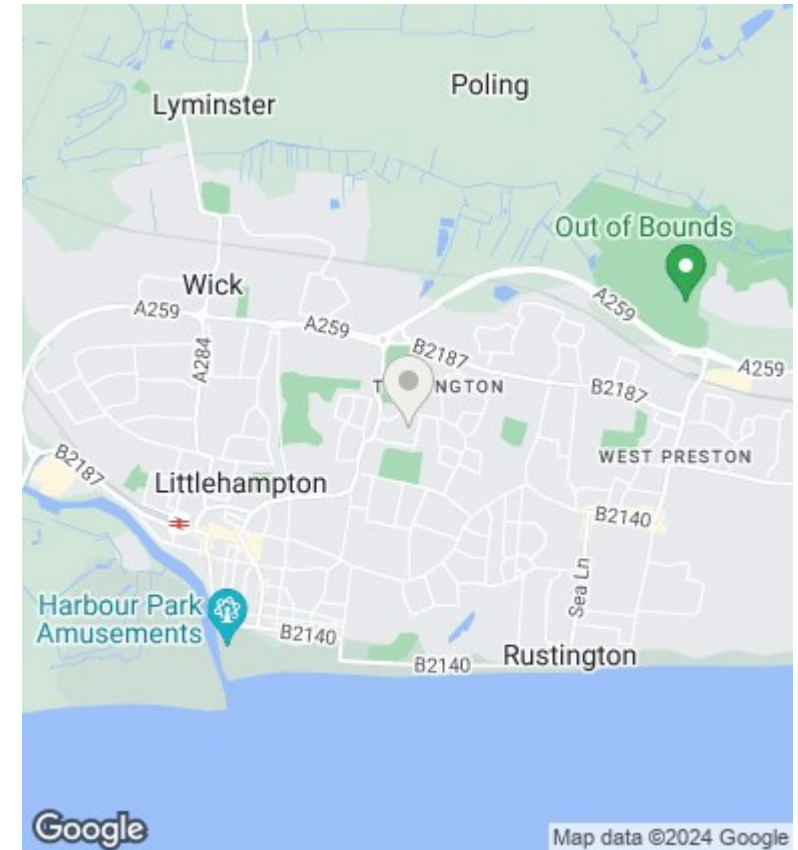 Poling
Lyminster
Out of Bounds
Wick
A259
A259
A259
A284
B2187
A259
NGTON
B2187
WEST PRESTON
B2187
Littlehampton
B2140
Sea Ln
Harbour Park
Amusements
B2140
Rustington
B2140
Google
Map data ©2024 Google